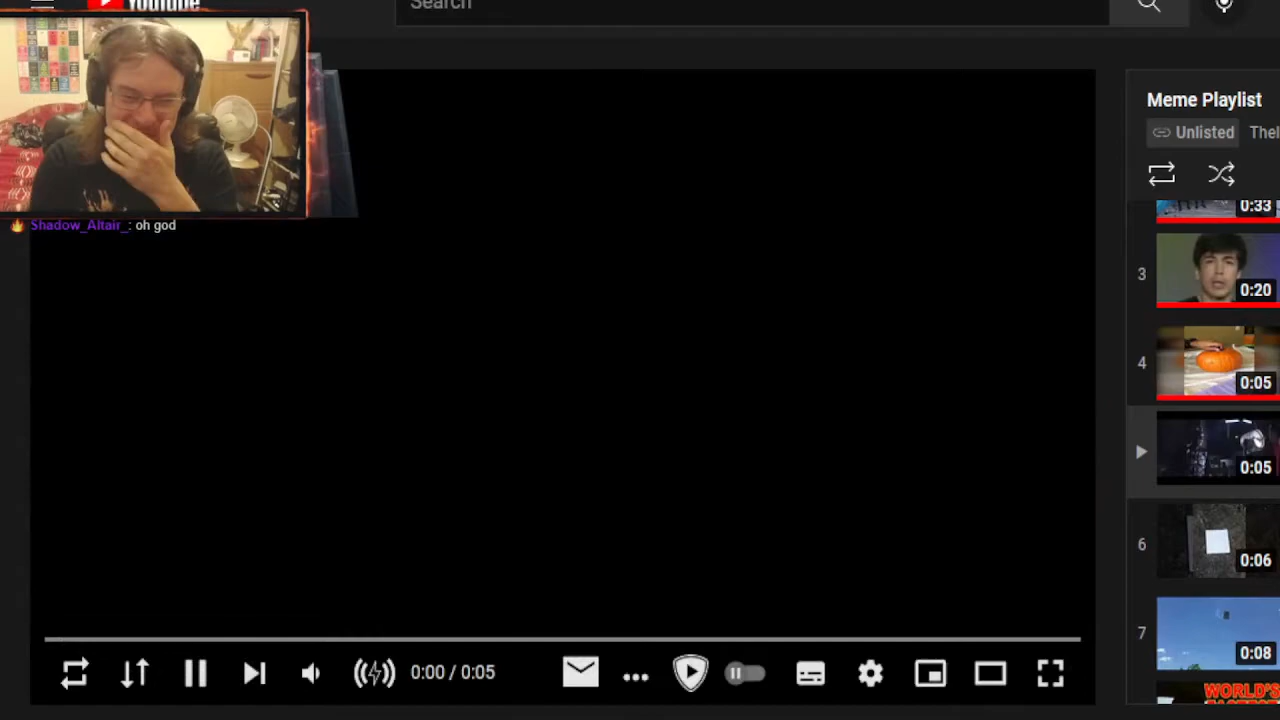 YouTube
Search
Shadow_Altair_: oh god
Meme Playlist
Unlisted
0:33
3
0:20
4
0:05
0:05
6
0:06
7
0:08
WORLD'S
0:00 / 0:05